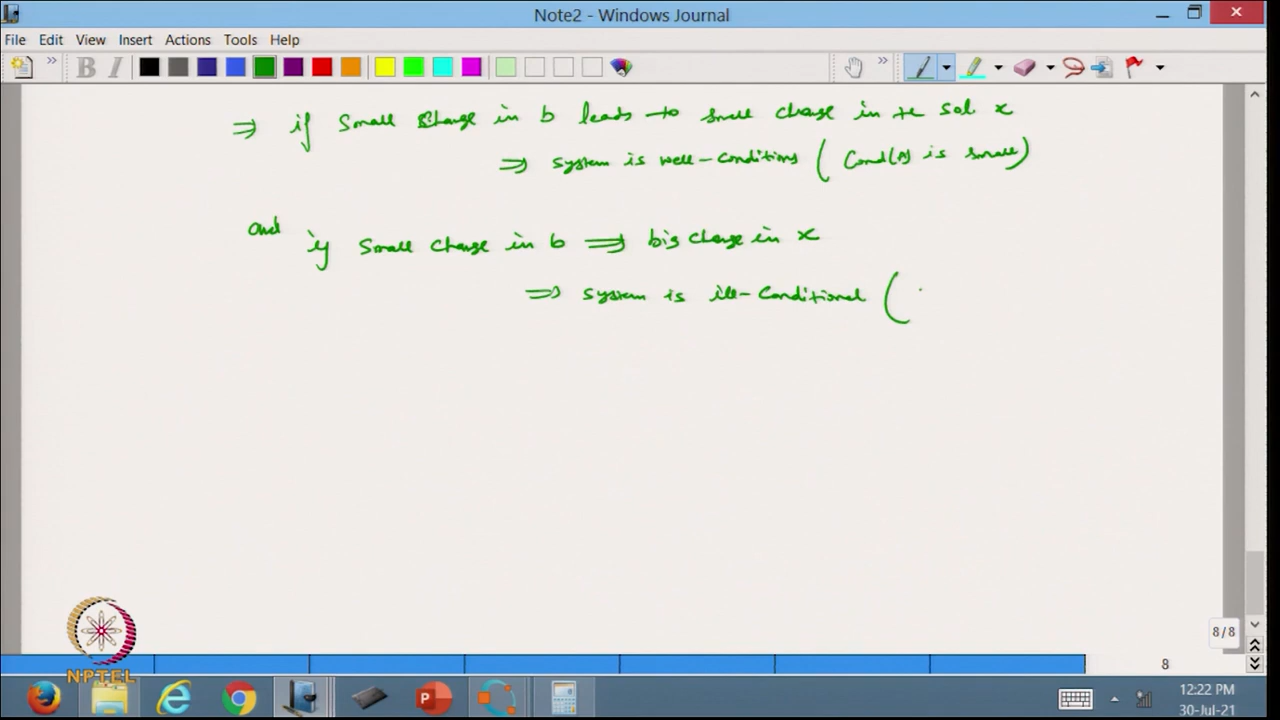 Note2 - Windows Journal
File Edit View Insert Actions Tools Help
B I
⇒ if small change in b leads to small change in the sol x
⇒ system is well-conditions ( Cond(A) is small )
and if small change in b ⇒ big change in x
⇒ system is ill-conditional (
8/8
8
NPTEL
12:22 PM
30-Jul-21